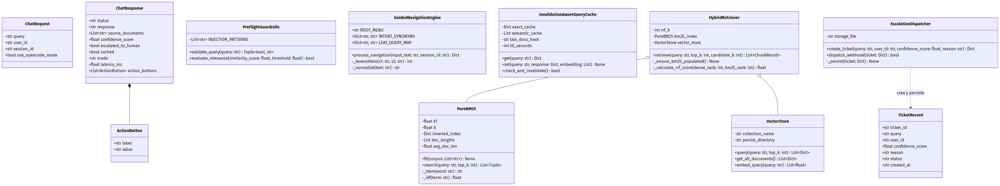 ChatRequest
+str query
+str user_id
+str session_id
+bool use_opencode_mode
ChatResponse
+str status
+str response
+List<str> source_documents
+float confidence_score
+bool escalated_to_human
+bool cached
+str mode
+float latency_ms
+List<ActionButton> action_buttons
PreFlightGuardrails
-List<str> INJECTION_PATTERNS
+validate_query(query: str) : Tuple<bool, str>
+evaluate_relevance(similarity_score: float, threshold: float) : bool
GuidedNavigationEngine
+str ROOT_MENU
+Dict<str, str> INTENT_SYNONYMS
+Dict<str, str> LEAF_QUERY_MAP
+process_navigation(input_text: str, session_id: str) : Dict
-_levenshtein(s1: str, s2: str) : int
-_normalize(text: str) : str
InvalidationAwareQueryCache
-Dict exact_cache
-List semantic_cache
-str last_docs_hash
-int ttl_seconds
+get(query: str) : Dict
+set(query: str, response: Dict, embedding: List) : None
+check_and_invalidate() : bool
HybridRetriever
-int rrf_k
-PureBM25 bm25_index
-VectorStore vector_store
+retrieve(query: str, top_k: int, candidate_k: int) : List<ChunkResult>
-_ensure_bm25_populated() : None
-_calculate_rrf_score(dense_rank: int, bm25_rank: int) : float
EscalationDispatcher
-str storage_file
+create_ticket(query: str, user_id: str, confidence_score: float, reason: str) : Dict
+dispatch_webhook(ticket: Dict) : bool
-_persist(ticket: Dict) : None
crea y persiste
ActionButton
+str label
+str value
PureBM25
-float k1
-float b
-Dict inverted_index
-List doc_lengths
-float avg_doc_len
+fit(corpus: List<str>) : None
+search(query: str, top_k: int) : List<Tuple>
-_stem(word: str) : str
-_idf(term: str) : float
VectorStore
-str collection_name
-str persist_directory
+query(query: str, top_k: int) : List<Dict>
+get_all_documents() : List<Dict>
+embed_query(query: str) : List<float>
TicketRecord
+str ticket_id
+str query
+str user_id
+float confidence_score
+str reason
+str status
+str created_at